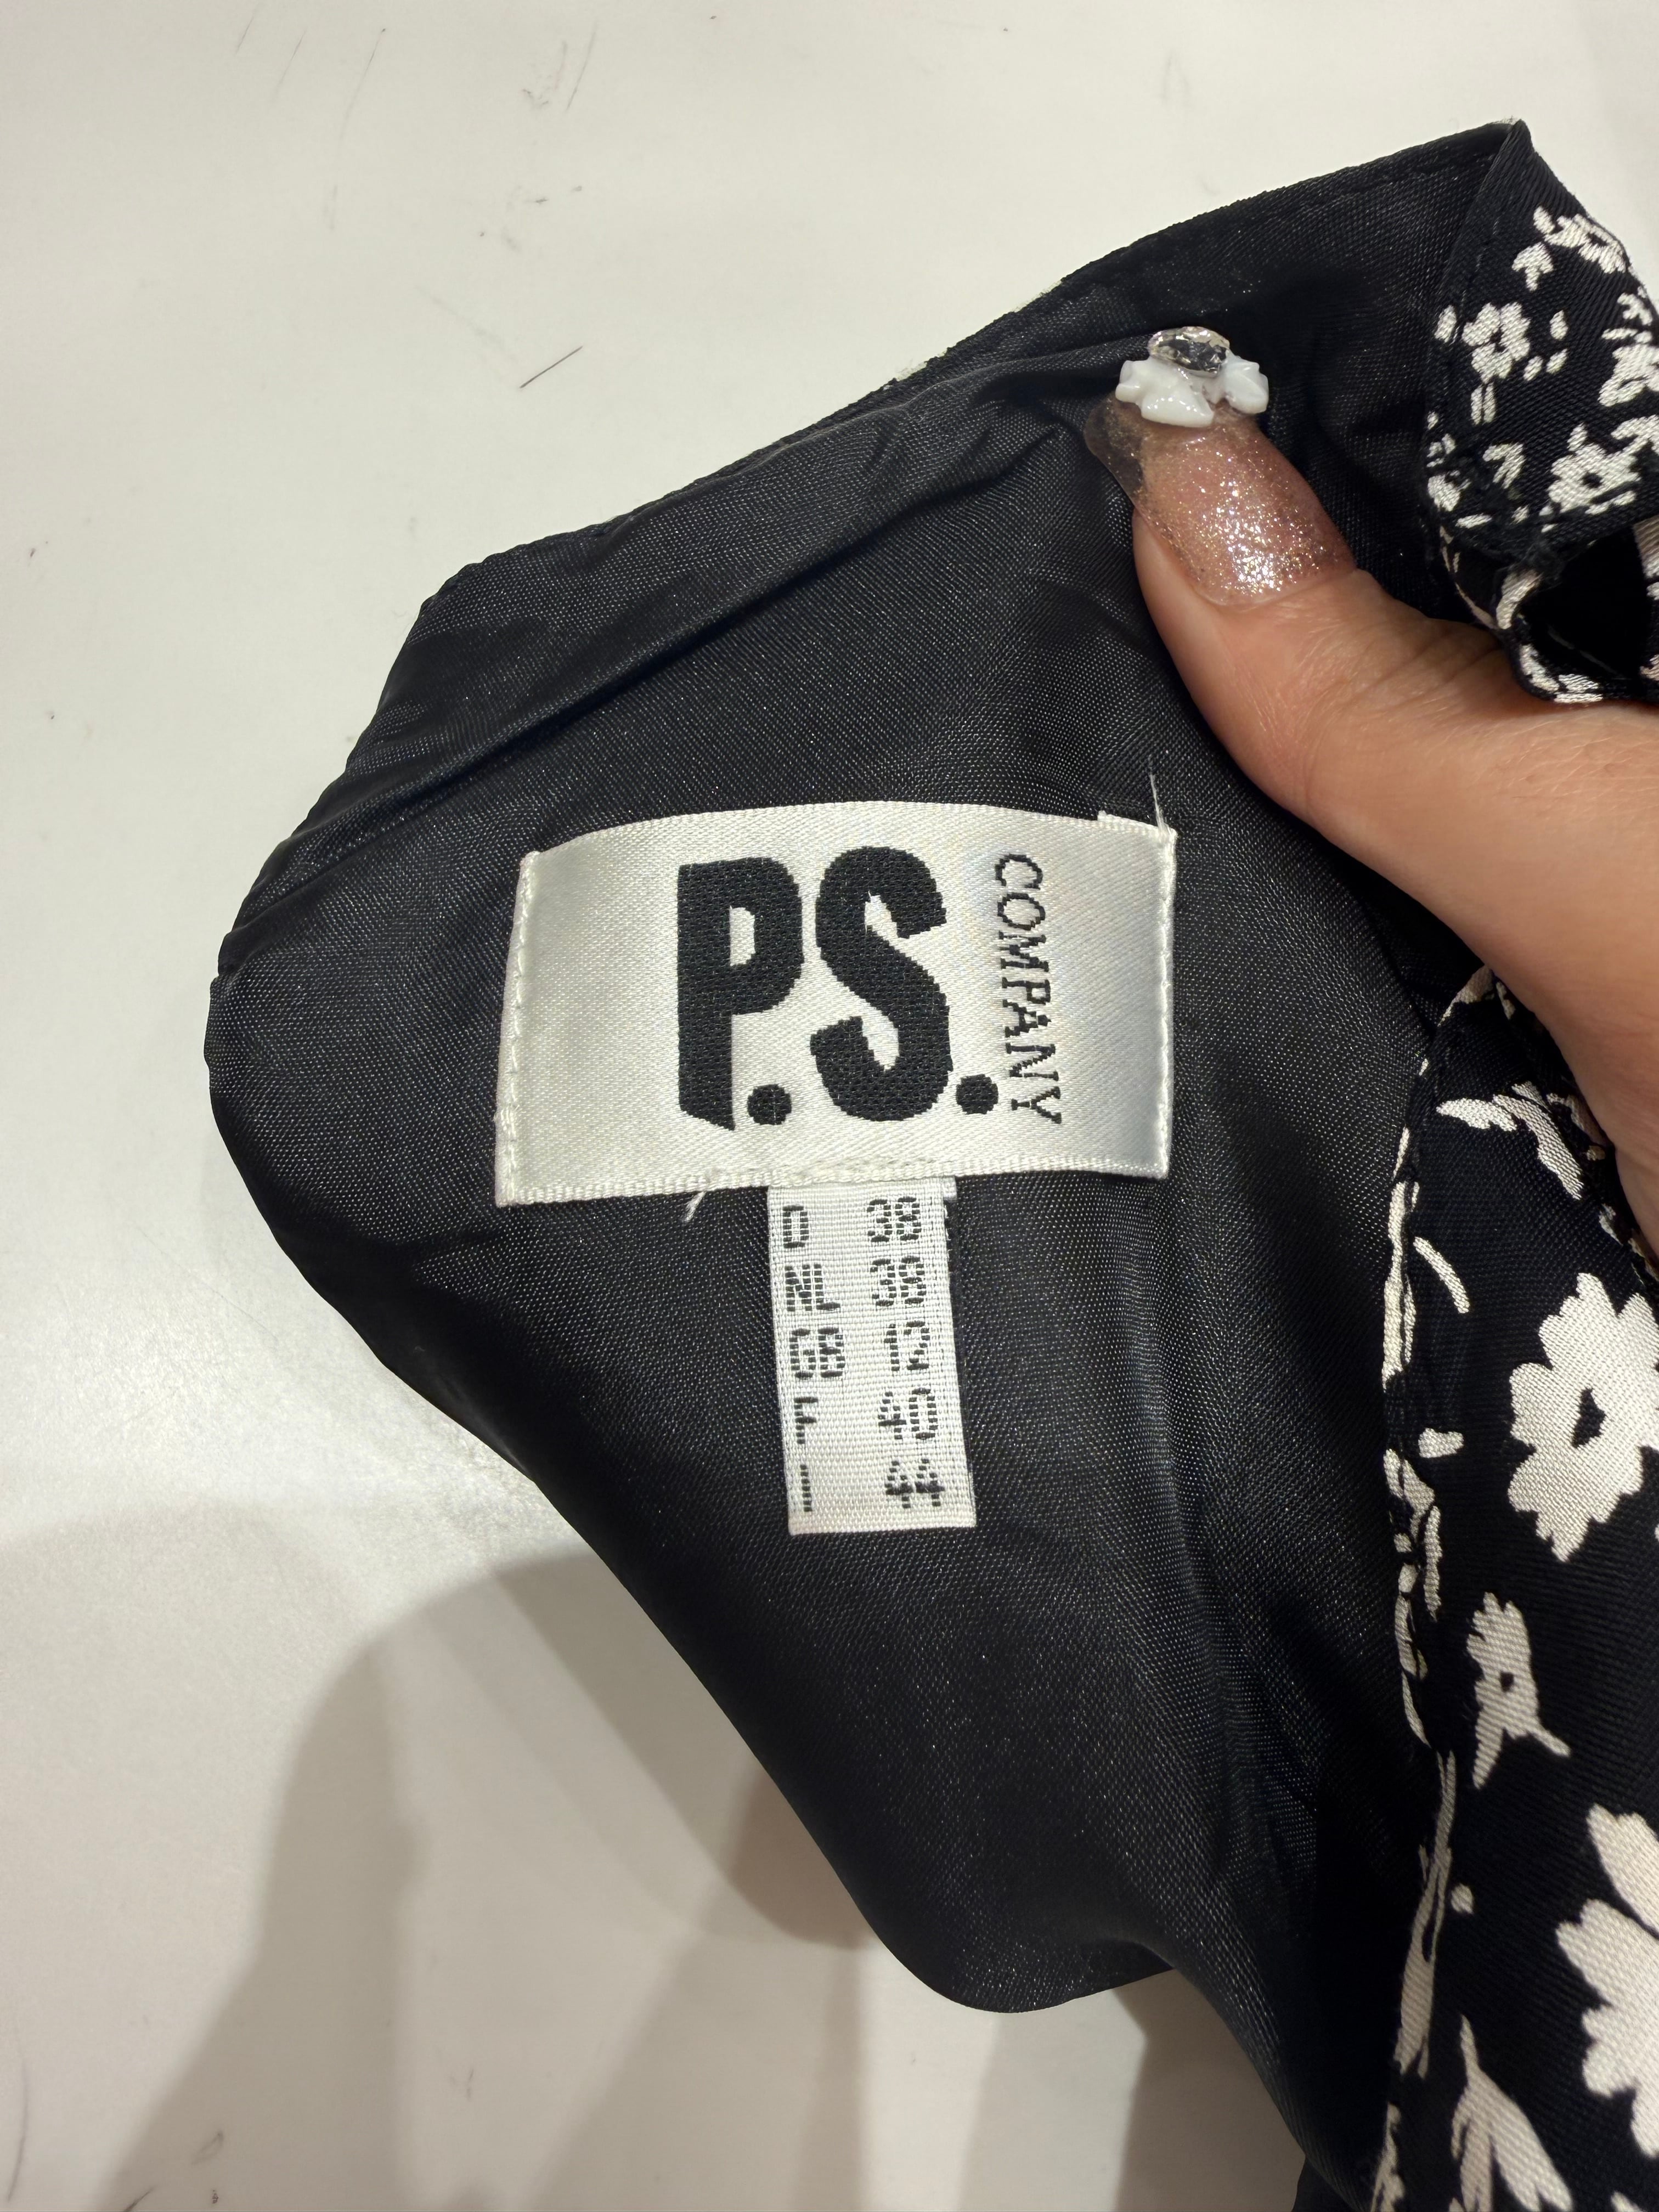 P.S.
COMPANY
D 38
NL 38
GB 12
F 40
I 44